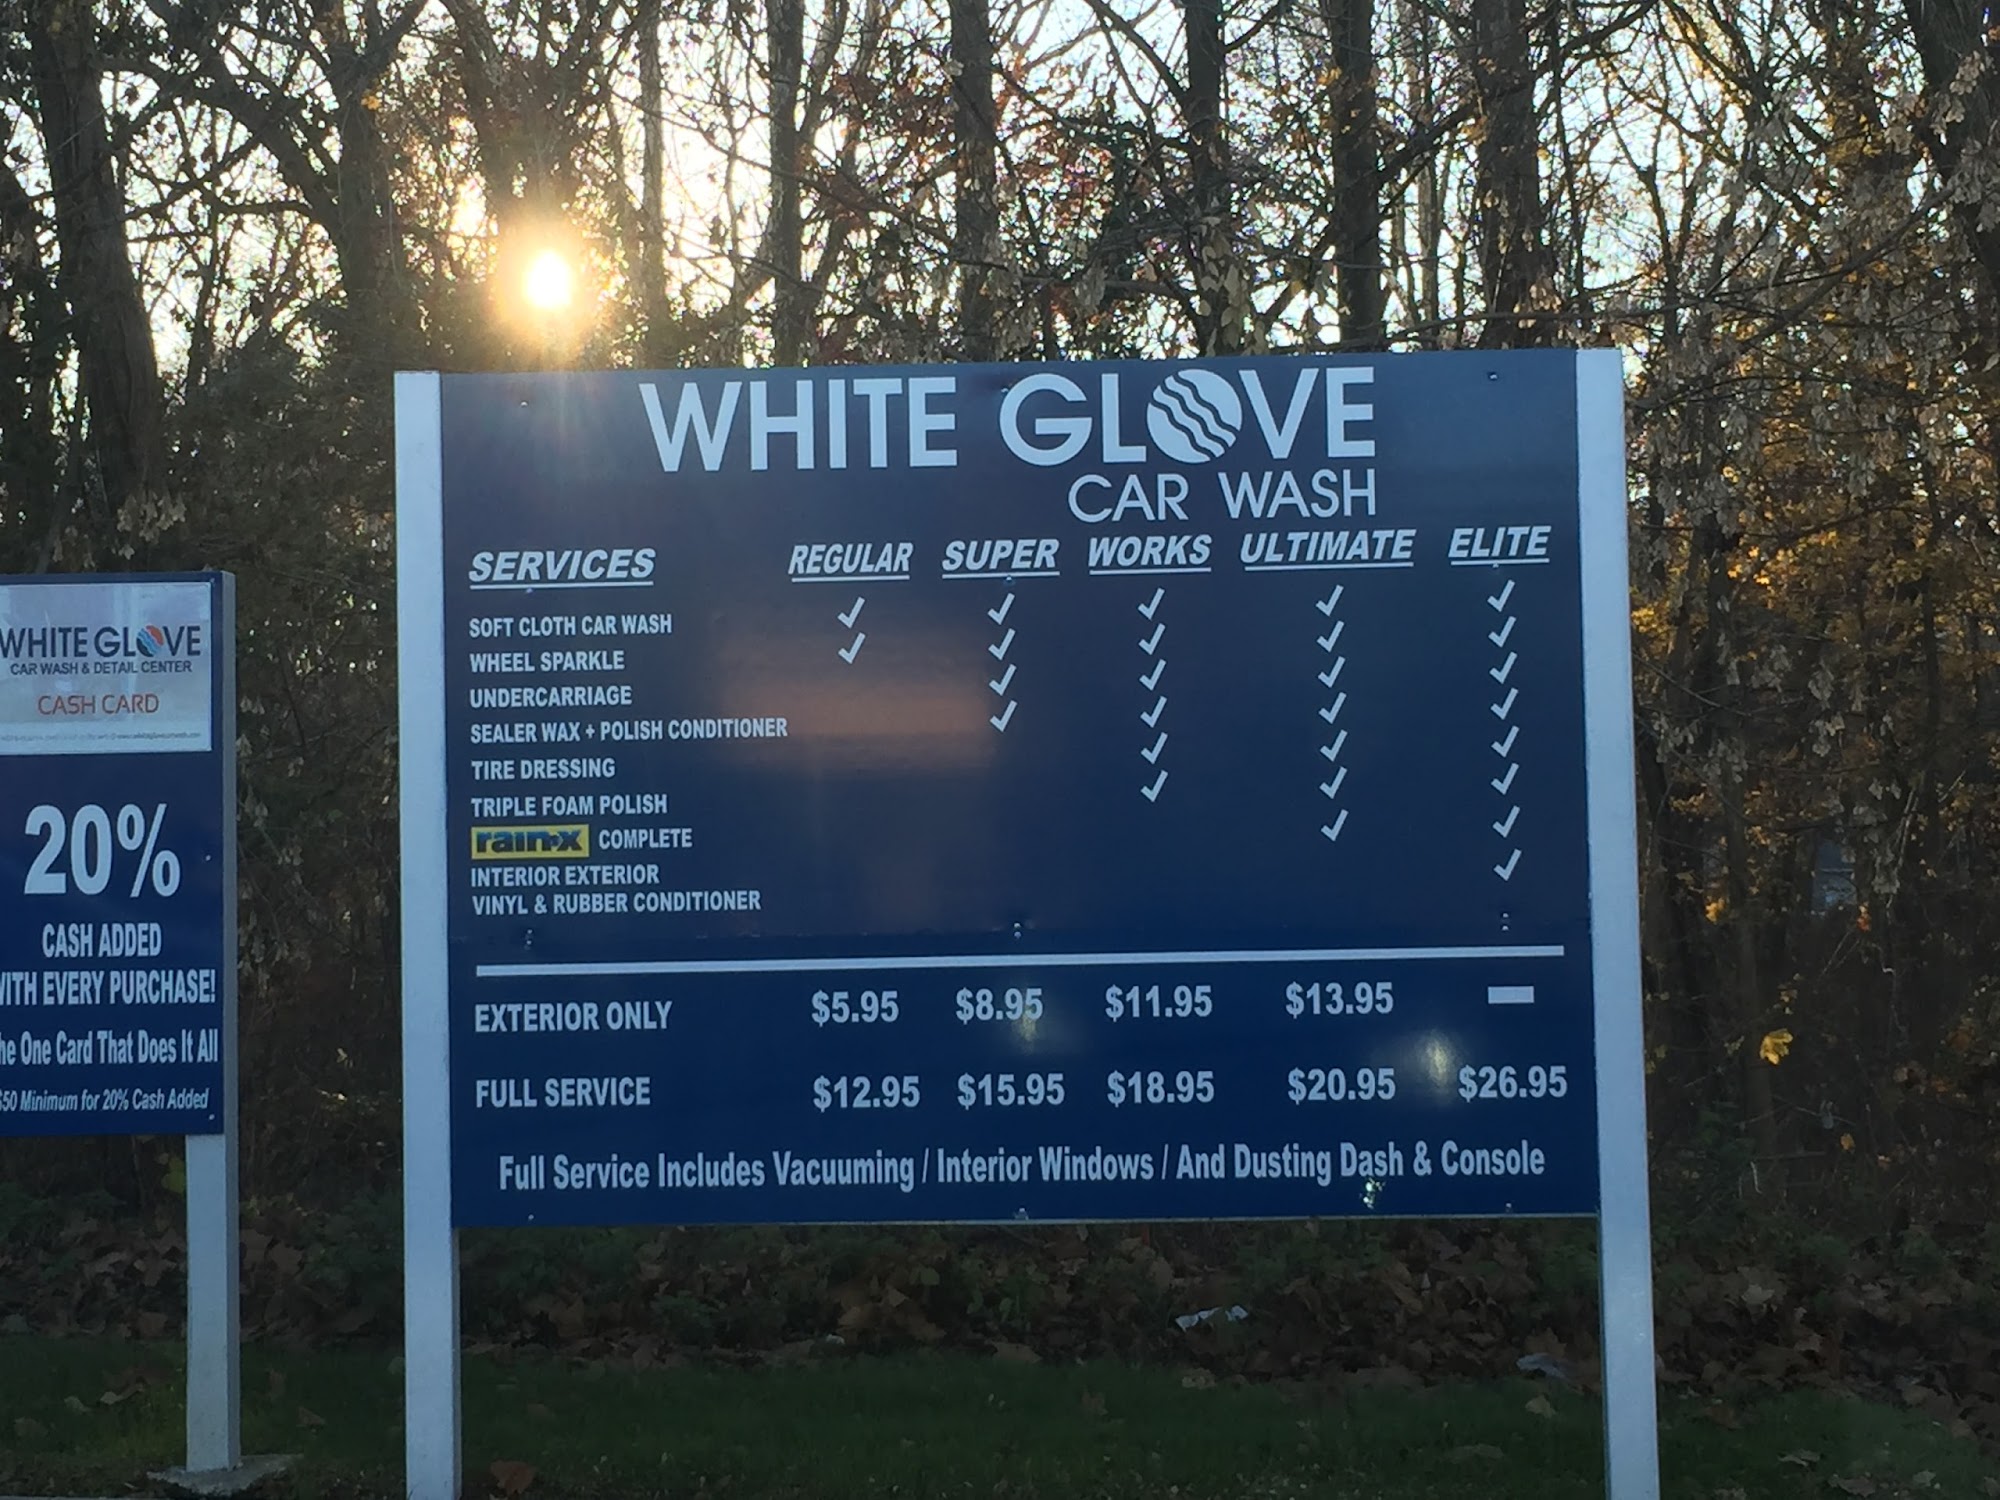 WHITE GLOVE
CAR WASH
SERVICES REGULAR SUPER WORKS ULTIMATE ELITE
SOFT CLOTH CAR WASH ✓ ✓ ✓ ✓ ✓
WHEEL SPARKLE ✓ ✓ ✓ ✓ ✓
UNDERCARRIAGE ✓ ✓ ✓ ✓
SEALER WAX + POLISH CONDITIONER ✓ ✓ ✓ ✓
TIRE DRESSING ✓ ✓ ✓
TRIPLE FOAM POLISH ✓ ✓ ✓
rain-x COMPLETE ✓ ✓
INTERIOR EXTERIOR ✓
VINYL & RUBBER CONDITIONER
EXTERIOR ONLY $5.95 $8.95 $11.95 $13.95 –
FULL SERVICE $12.95 $15.95 $18.95 $20.95 $26.95
Full Service Includes Vacuuming / Interior Windows / And Dusting Dash & Console
WHITE GLOVE
CAR WASH & DETAIL CENTER
CASH CARD
20%
CASH ADDED
WITH EVERY PURCHASE!
One Card That Does It All
$50 Minimum for 20% Cash Added